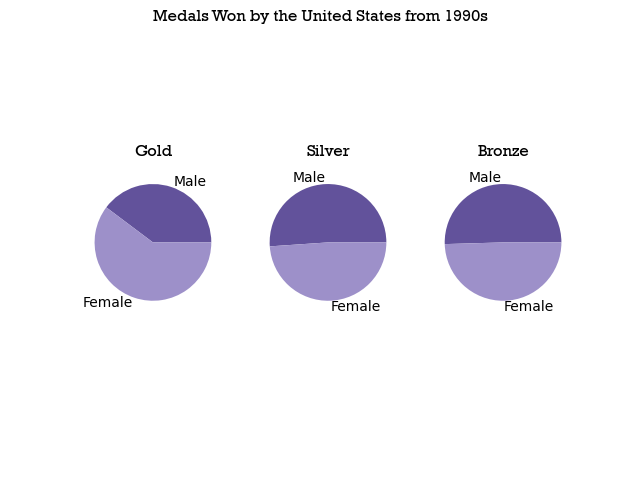 Medals Won by the United States from 1990s
Gold
Male
Female
Silver
Male
Female
Bronze
Male
Female